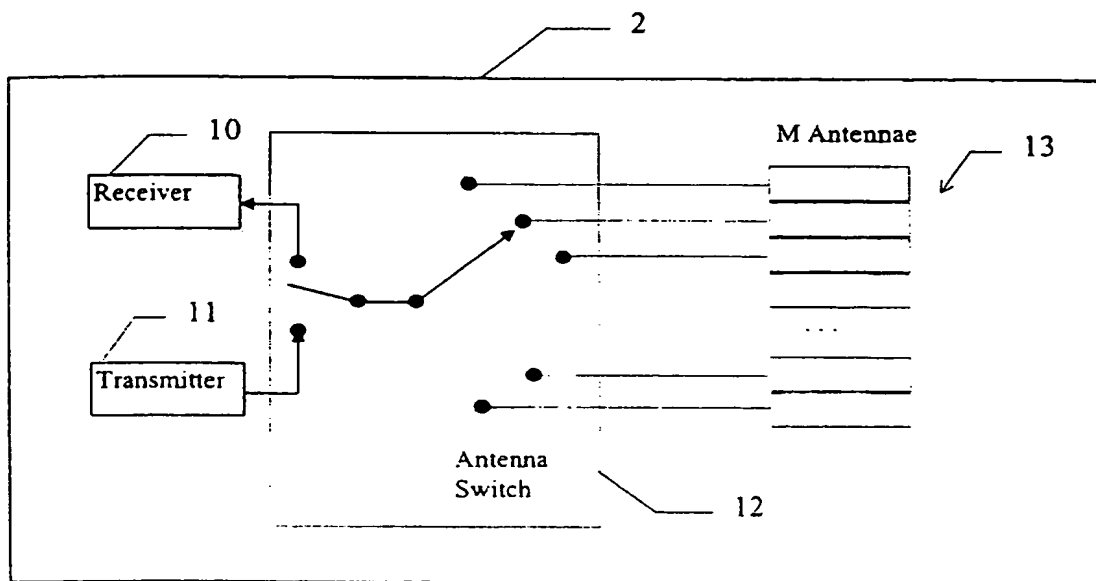 2
10
M Antennae
13
Receiver
11
Transmitter
...
Antenna
Switch
12